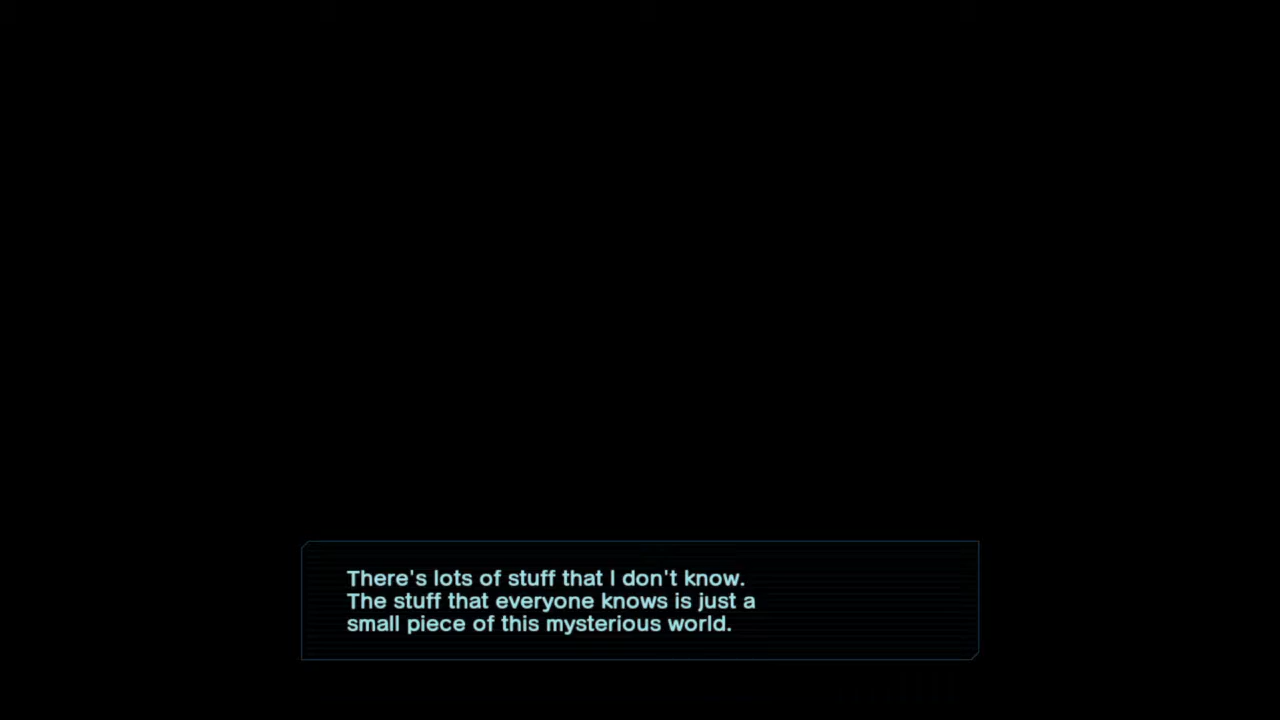 There's lots of stuff that I don't know.
The stuff that everyone knows is just a
small piece of this mysterious world.